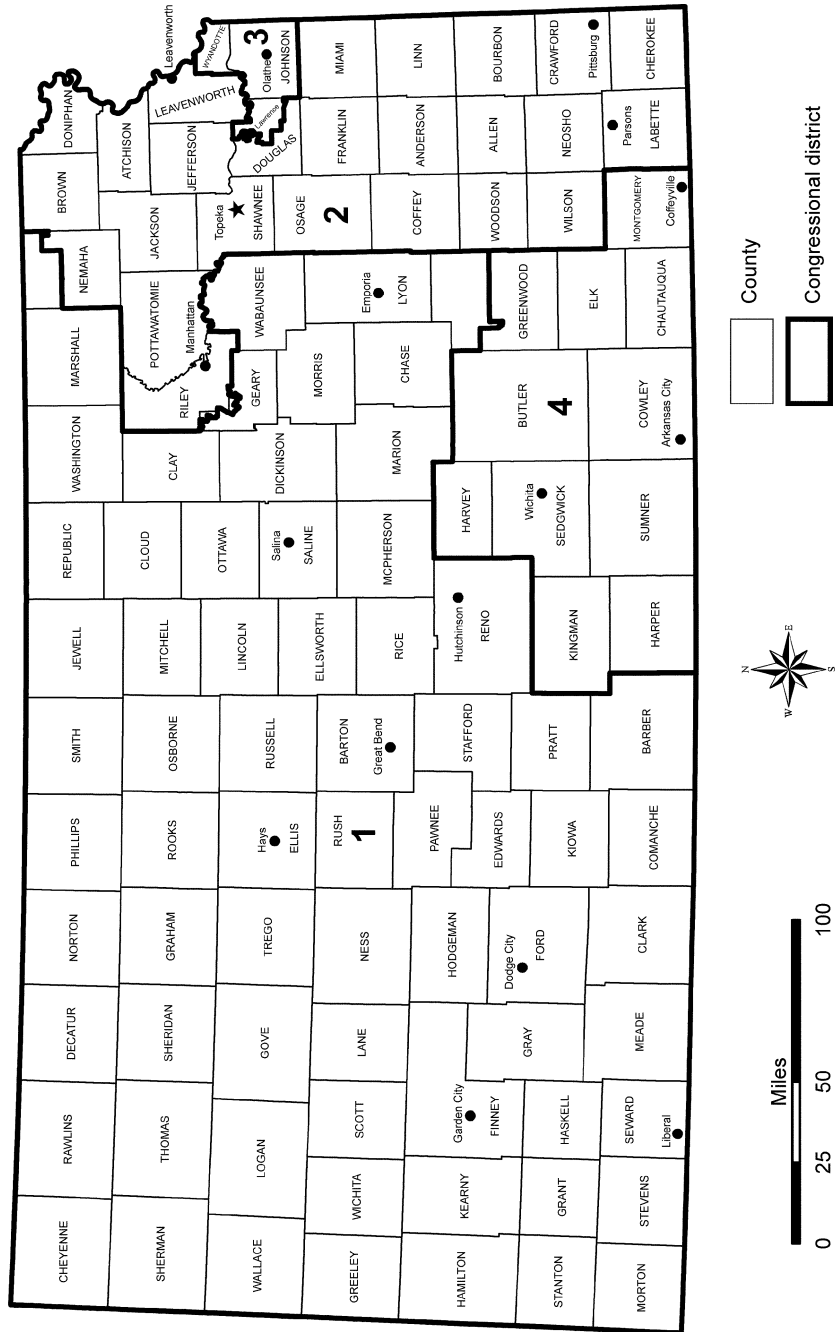 CHEYENNE
RAWLINS
DECATUR
NORTON
PHILLIPS
SMITH
JEWELL
REPUBLIC
WASHINGTON
MARSHALL
NEMAHA
BROWN
DONIPHAN
SHERMAN
THOMAS
SHERIDAN
GRAHAM
ROOKS
OSBORNE
MITCHELL
CLOUD
CLAY
RILEY
Manhattan
POTTAWATOMIE
JACKSON
ATCHISON
JEFFERSON
LEAVENWORTH
Leavenworth
WYANDOTTE
WALLACE
LOGAN
GOVE
TREGO
Hays
ELLIS
RUSSELL
LINCOLN
OTTAWA
Salina
SALINE
ELLSWORTH
DICKINSON
GEARY
WABAUNSEE
Topeka
SHAWNEE
DOUGLAS
Lawrence
3
Olathe
JOHNSON
GREELEY
WICHITA
SCOTT
LANE
NESS
RUSH
1
BARTON
Great Bend
RICE
MCPHERSON
MARION
MORRIS
CHASE
Emporia
LYON
OSAGE
2
FRANKLIN
MIAMI
HAMILTON
KEARNY
Garden City
FINNEY
HODGEMAN
PAWNEE
STAFFORD
Hutchinson
RENO
HARVEY
COFFEY
ANDERSON
LINN
GRAY
Dodge City
FORD
EDWARDS
PRATT
KINGMAN
Wichita
SEDGWICK
BUTLER
4
GREENWOOD
WOODSON
ALLEN
BOURBON
STANTON
GRANT
HASKELL
KIOWA
ELK
WILSON
NEOSHO
CRAWFORD
Pittsburg
MORTON
STEVENS
SEWARD
Liberal
MEADE
CLARK
COMANCHE
BARBER
HARPER
SUMNER
COWLEY
Arkansas City
CHAUTAUQUA
MONTGOMERY
Coffeyville
Parsons
LABETTE
CHEROKEE
Miles
0
25
50
100
N
W
E
S
County
Congressional district